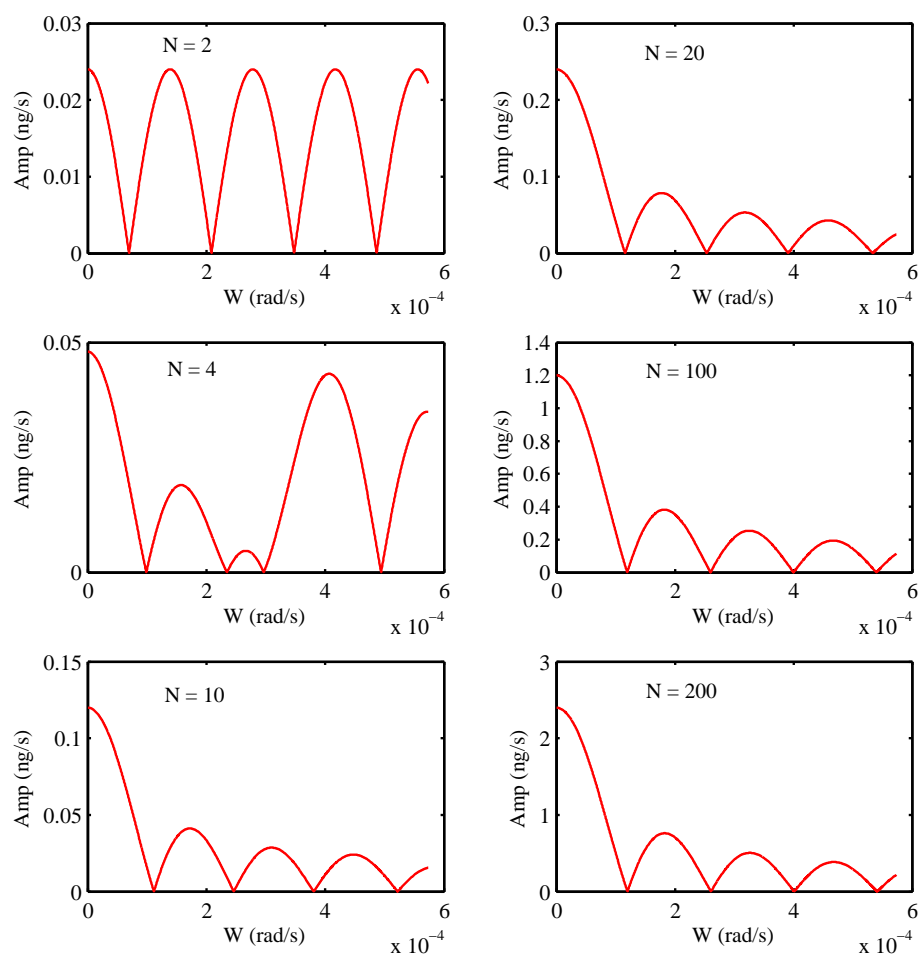 0.03
0.02
0.01
0
Amp (ng/s)
N = 2
0 2 4 6
W (rad/s)
x 10⁻⁴
0.3
0.2
0.1
0
Amp (ng/s)
N = 20
0 2 4 6
W (rad/s)
x 10⁻⁴
0.05
0
Amp (ng/s)
N = 4
0 2 4 6
W (rad/s)
x 10⁻⁴
1.4
1.2
1
0.8
0.6
0.4
0.2
0
Amp (ng/s)
N = 100
0 2 4 6
W (rad/s)
x 10⁻⁴
0.15
0.1
0.05
0
Amp (ng/s)
N = 10
0 2 4 6
W (rad/s)
x 10⁻⁴
3
2
1
0
Amp (ng/s)
N = 200
0 2 4 6
W (rad/s)
x 10⁻⁴